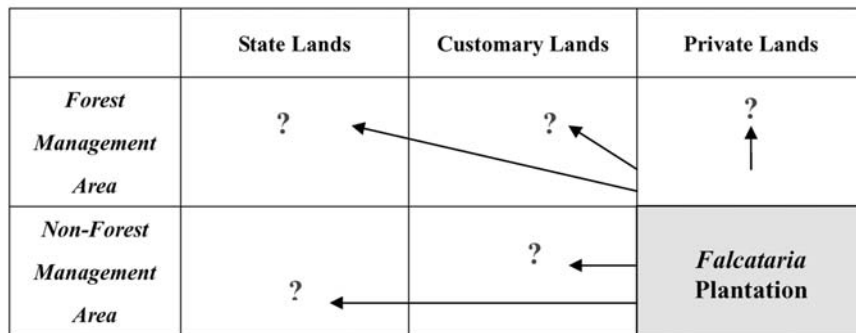 State Lands Customary Lands Private Lands
Forest
Management
Area
? ? ?
Non-Forest
Management
Area
? ?
Falcataria
Plantation